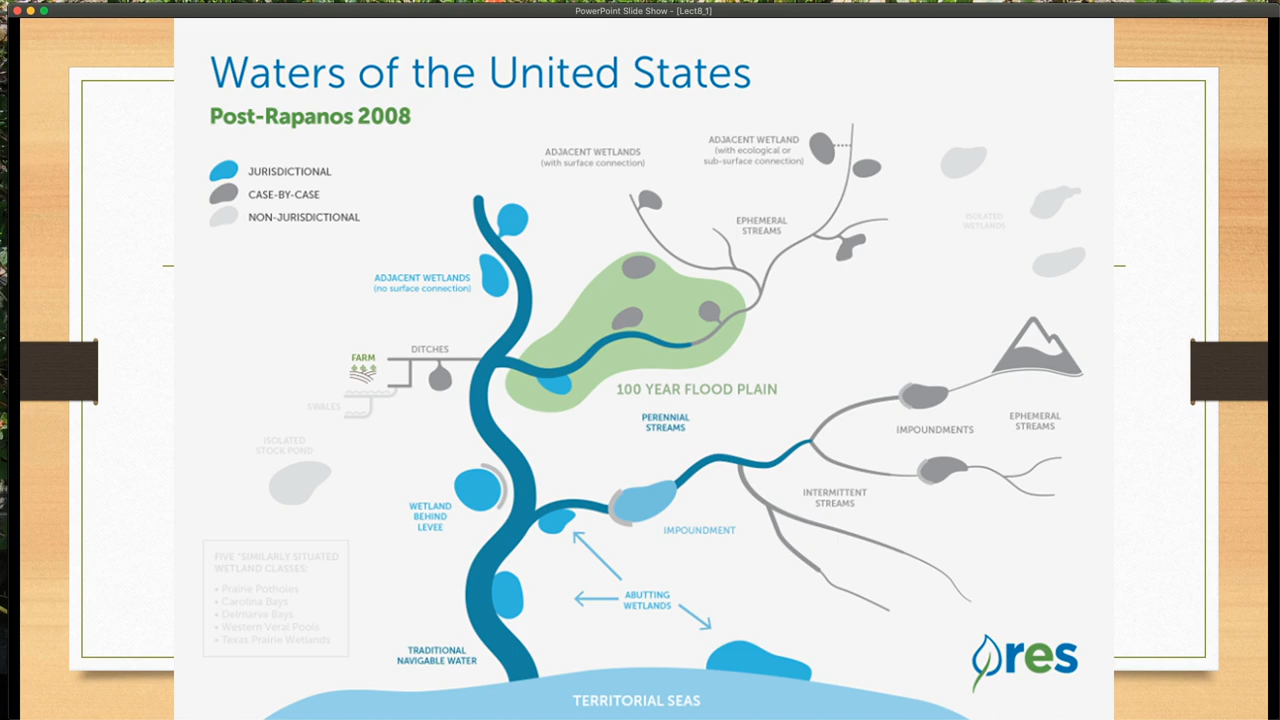 PowerPoint Slide Show - [Lect8_1]
Waters of the United States
Post-Rapanos 2008
JURISDICTIONAL
CASE-BY-CASE
NON-JURISDICTIONAL
ADJACENT WETLANDS
(with surface connection)
ADJACENT WETLAND
(with ecological or
sub-surface connection)
EPHEMERAL
STREAMS
ISOLATED
WETLANDS
ADJACENT WETLANDS
(no surface connection)
DITCHES
FARM
SWALES
100 YEAR FLOOD PLAIN
PERENNIAL
STREAMS
IMPOUNDMENTS
EPHEMERAL
STREAMS
ISOLATED
STOCK POND
INTERMITTENT
STREAMS
WETLAND
BEHIND
LEVEE
IMPOUNDMENT
FIVE "SIMILARLY SITUATED
WETLAND CLASSES:
• Prairie Potholes
• Carolina Bays
• Delmarva Bays
• Western Veral Pools
• Texas Prairie Wetlands
ABUTTING
WETLANDS
TRADITIONAL
NAVIGABLE WATER
res
TERRITORIAL SEAS